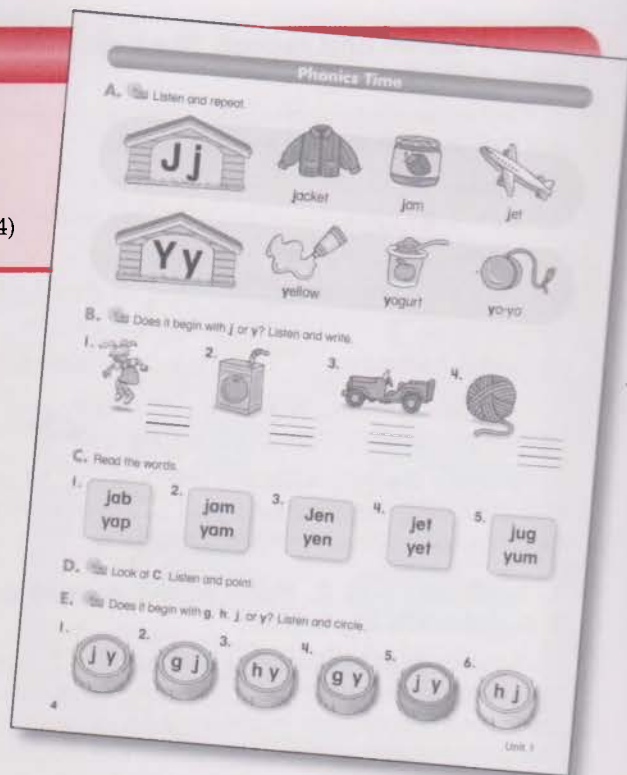 4)
Phonics Time
A. Listen and repeat.
Jj
jacket
jam
jet
Yy
yellow
yogurt
yo-yo
B. Does it begin with j or y? Listen and write.
1.
2.
3.
4.
C. Read the words.
1. jab
yap
2. jam
yam
3. Jen
yen
4. jet
yet
5. jug
yum
D. Look at C. Listen and point.
E. Does it begin with g, h, j, or y? Listen and circle.
1. j y
2. g j
3. h y
4. g y
5. j y
6. h j
4
Unit 1